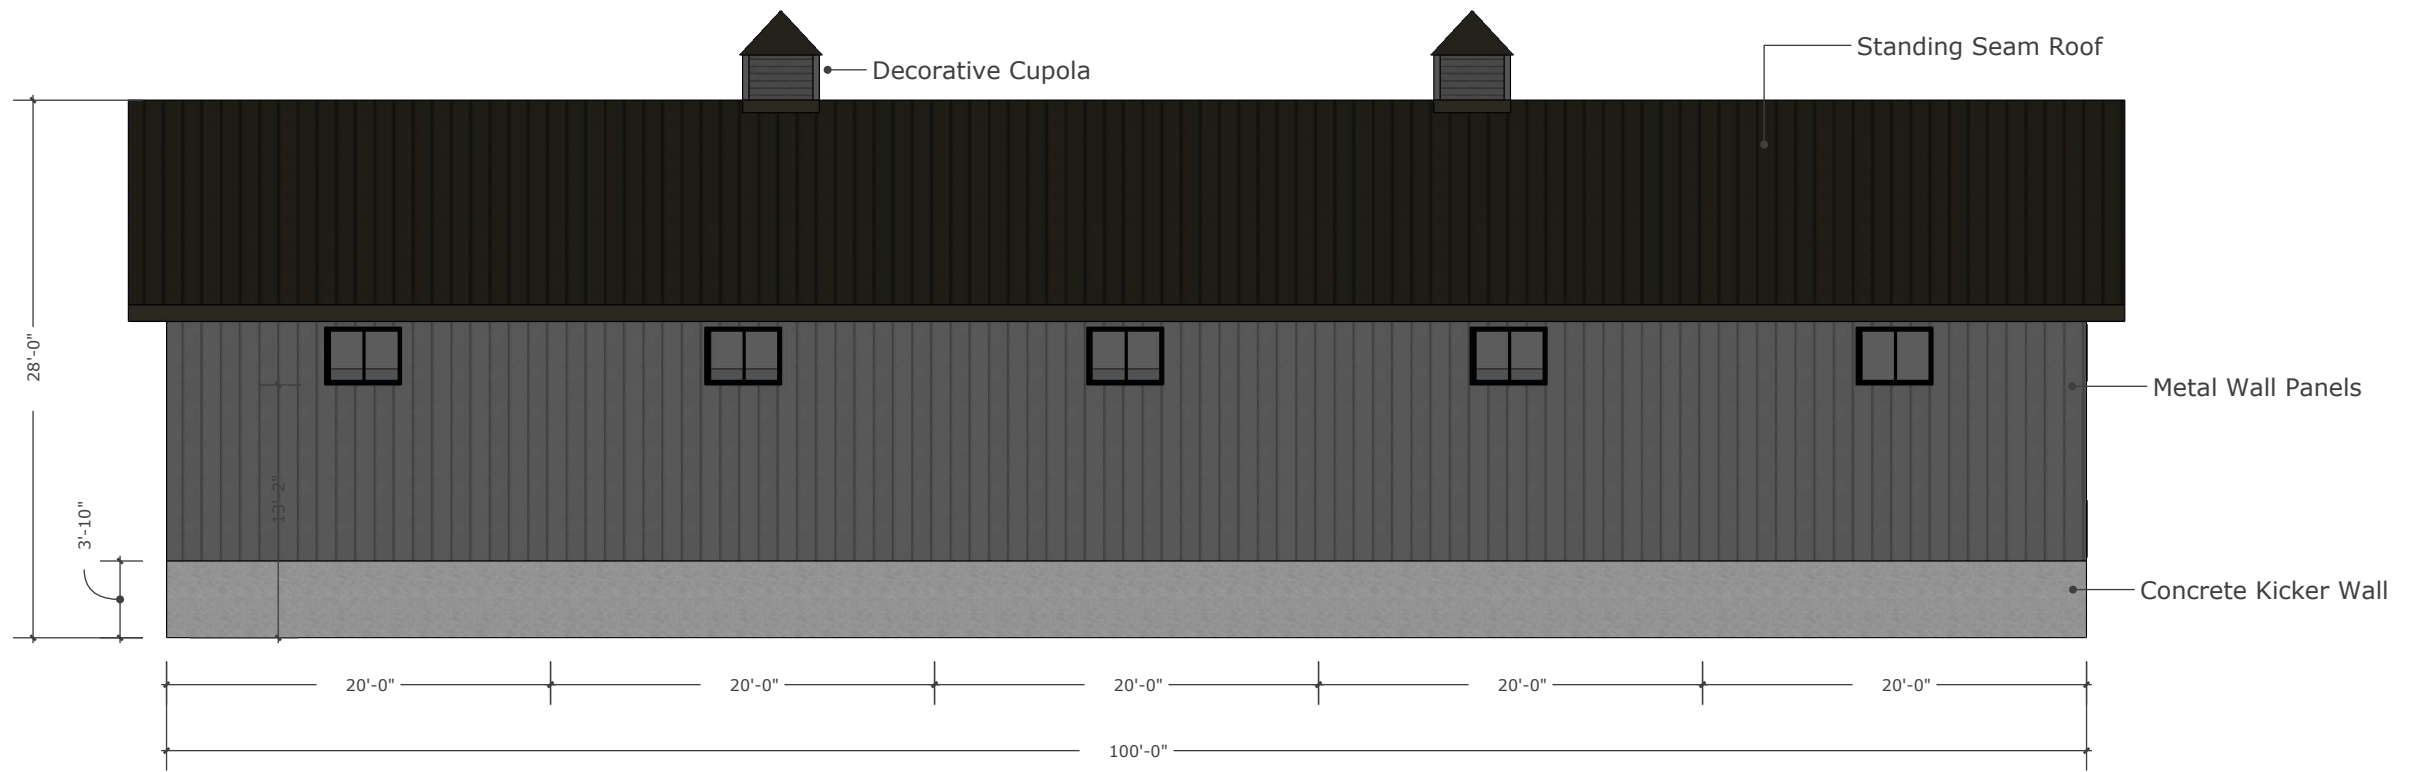 Standing Seam Roof
Decorative Cupola
28'-0"
Metal Wall Panels
13'-2"
3'-10"
Concrete Kicker Wall
20'-0" 20'-0" 20'-0" 20'-0" 20'-0"
100'-0"